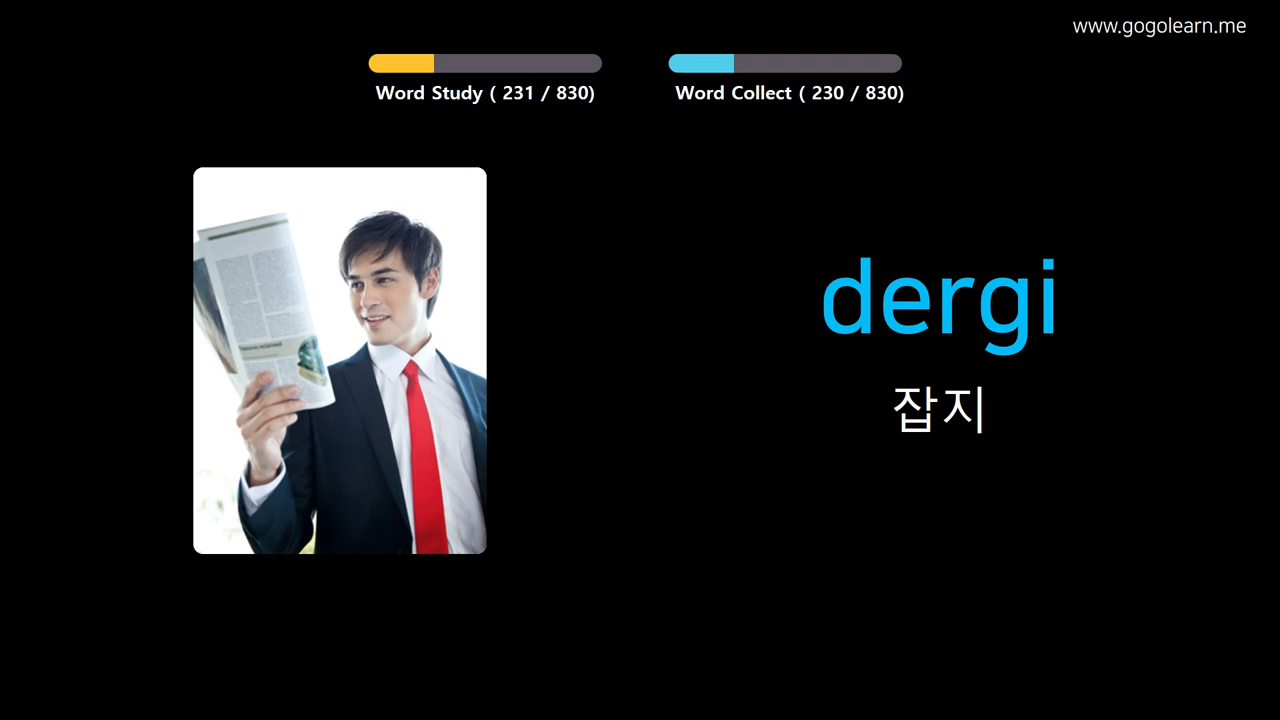 www.gogolearn.me
Word Study ( 231 / 830)
Word Collect ( 230 / 830)
dergi
잡지